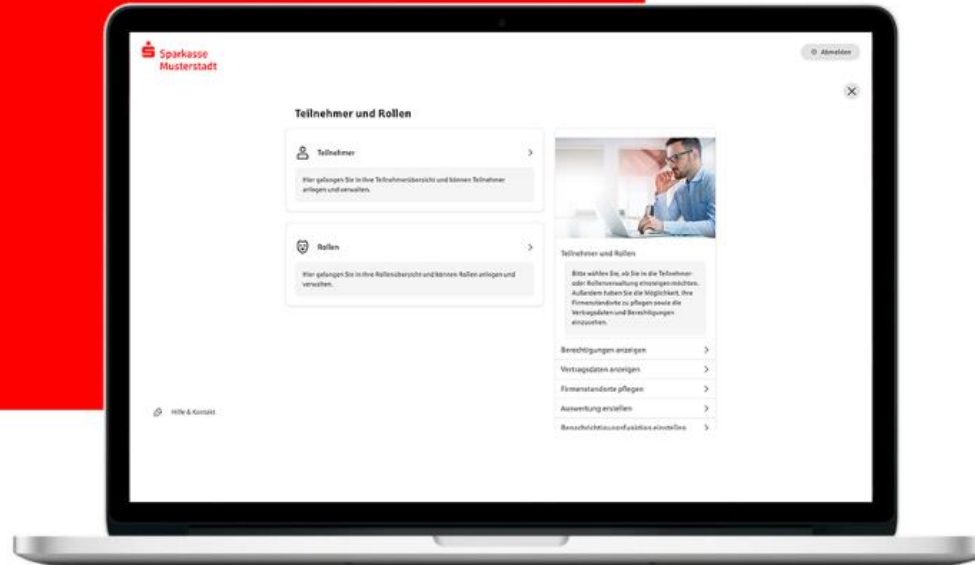 Sparkasse
Musterstadt
Abmelden
Teilnehmer und Rollen
Teilnehmer
Hier gelangen Sie in Ihre Teilnehmerübersicht und können Teilnehmer
anlegen und verwalten.
Rollen
Hier gelangen Sie in Ihre Rollenübersicht und können Rollen anlegen und
verwalten.
Teilnehmer und Rollen
Bitte wählen Sie, ob Sie in die Teilnehmer-
oder Rollenverwaltung einsteigen möchten.
Außerdem haben Sie die Möglichkeit, Ihre
Firmenstandorte zu pflegen sowie die
Vertragsdaten und Berechtigungen
einzusehen.
Berechtigungen anzeigen
Vertragsdaten anzeigen
Firmenstandorte pflegen
Auswertung erstellen
Benachrichtigungsfunktion einstellen
Hilfe & Kontakt